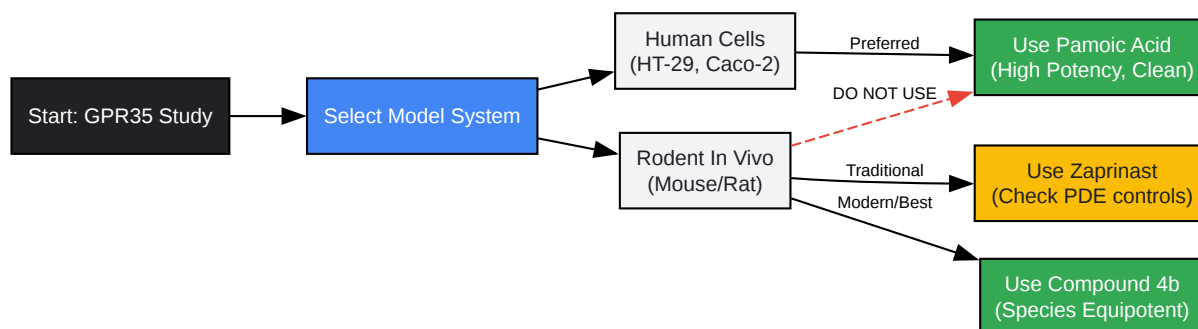 Start: GPR35 Study
Select Model System
Human Cells
(HT-29, Caco-2)
Rodent In Vivo
(Mouse/Rat)
Preferred
DO NOT USE
Traditional
Modern/Best
Use Pamoic Acid
(High Potency, Clean)
Use Zaprinast
(Check PDE controls)
Use Compound 4b
(Species Equipotent)